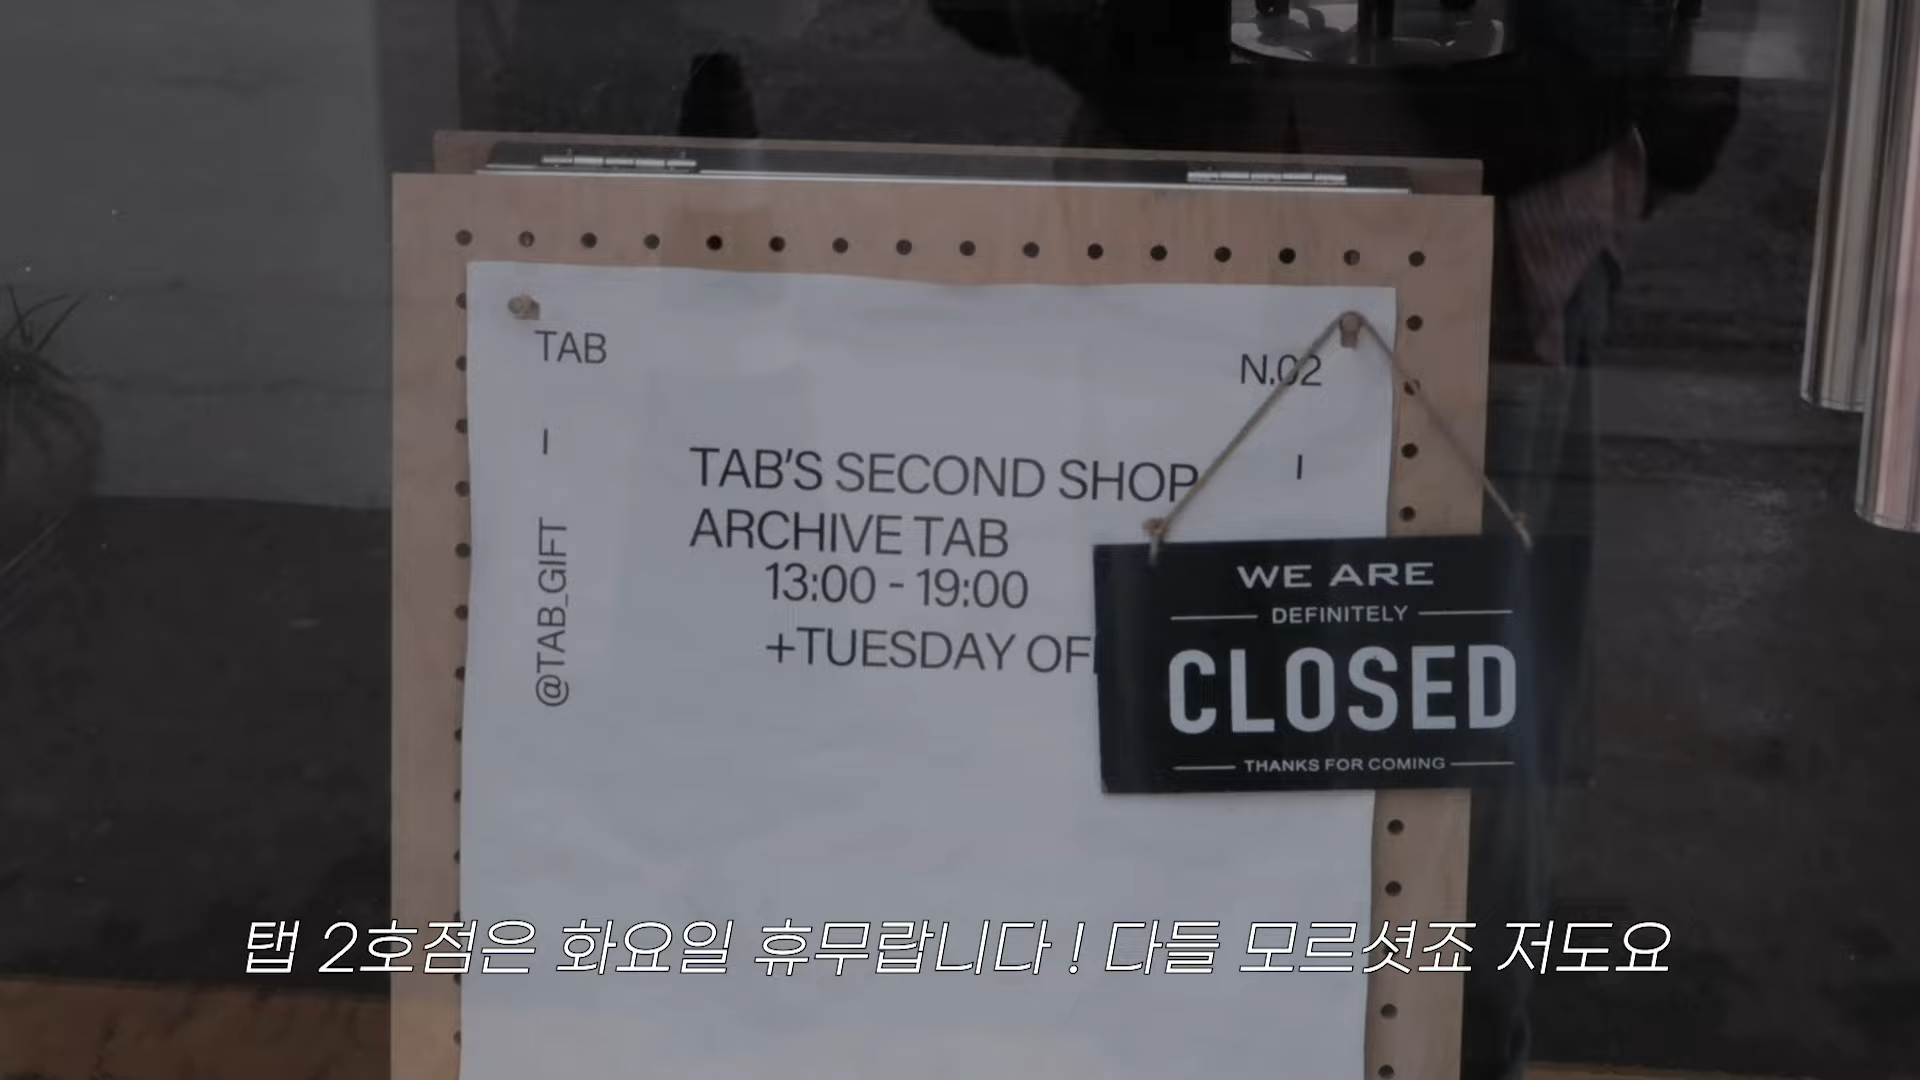 TAB
N.02
I
I
@TAB_GIFT
TAB'S SECOND SHOP
ARCHIVE TAB
13:00 - 19:00
+TUESDAY
WE ARE
DEFINITELY
CLOSED
THANKS FOR COMING
탭 2호점은 화요일 휴무랍니다 ! 다들 모르셧죠 저도요